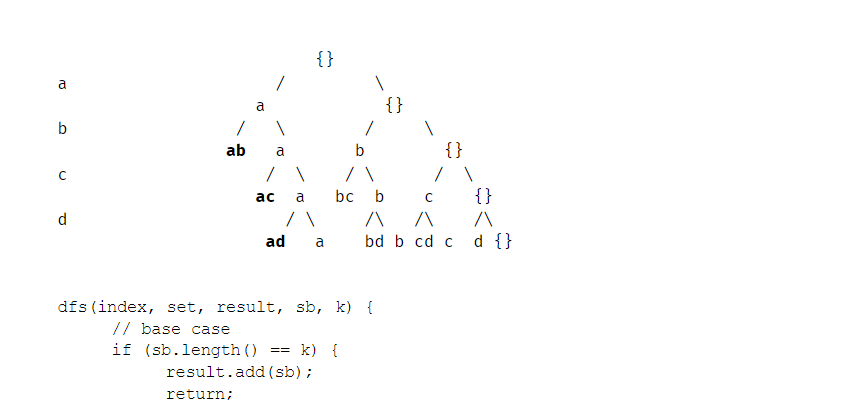 {}
a / \
a {}
b / \ / \
ab a b {}
c / \ / \ / \
ac a bc b c {}
d / \ /\ /\ /\
ad a bd b cd c d {}
dfs(index, set, result, sb, k) {
// base case
if (sb.length() == k) {
result.add(sb);
return;